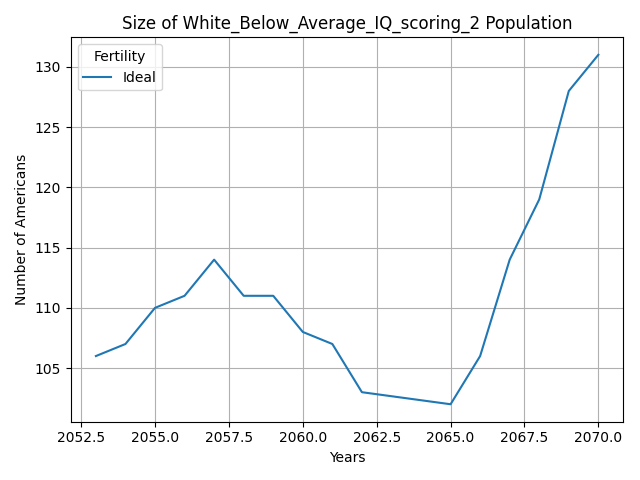 Size of White_Below_Average_IQ_scoring_2 Population
Fertility
Ideal
Number of Americans
130
125
120
115
110
105
2052.5 2055.0 2057.5 2060.0 2062.5 2065.0 2067.5 2070.0
Years